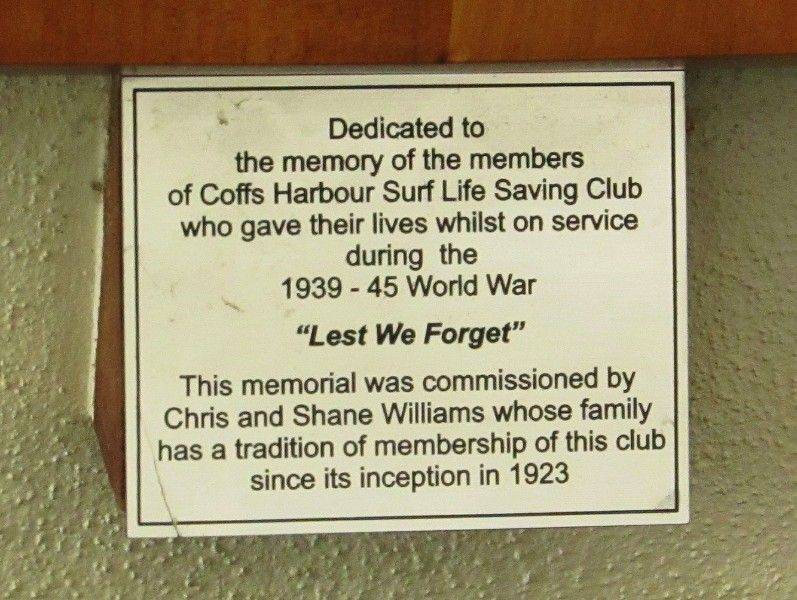 Dedicated to
the memory of the members
of Coffs Harbour Surf Life Saving Club
who gave their lives whilst on service
during the
1939 - 45 World War
“Lest We Forget”
This memorial was commissioned by
Chris and Shane Williams whose family
has a tradition of membership of this club
since its inception in 1923